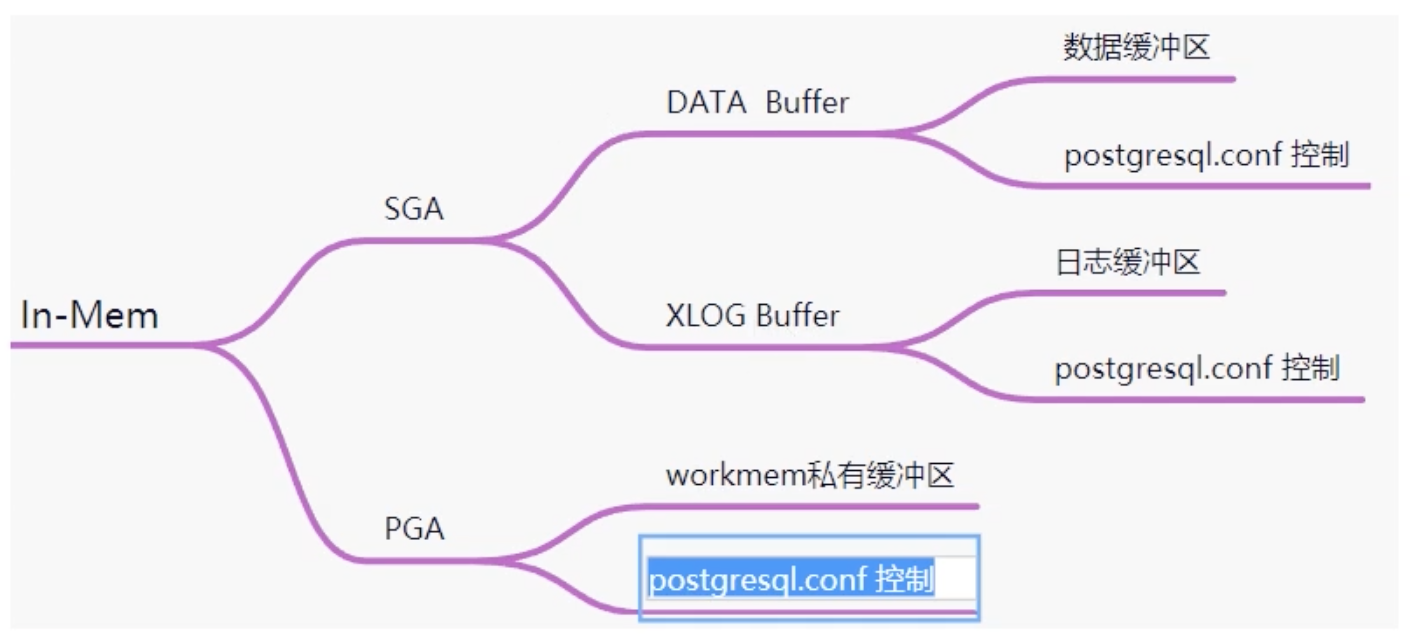 数据缓冲区
DATA  Buffer
postgresql.conf 控制
SGA
日志缓冲区
In-Mem
XLOG Buffer
postgresql.conf 控制
workmem私有缓冲区
PGA
postgresql.conf 控制